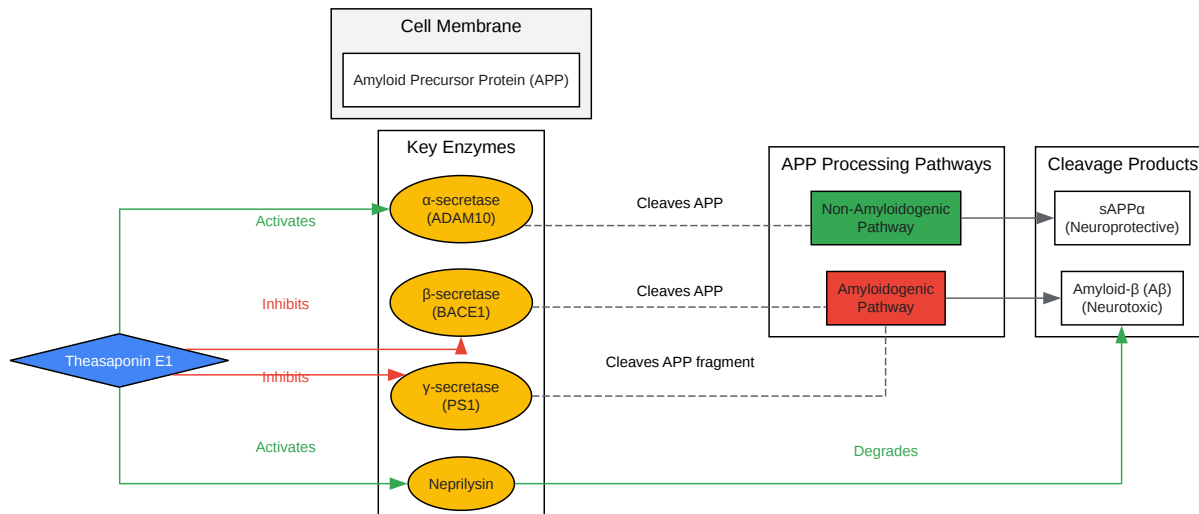 Cell Membrane
Amyloid Precursor Protein (APP)
Key Enzymes
APP Processing Pathways
Cleavage Products
α-secretase
(ADAM10)
Cleaves APP
Non-Amyloidogenic
Pathway
sAPPα
(Neuroprotective)
Activates
β-secretase
(BACE1)
Cleaves APP
Amyloidogenic
Pathway
Amyloid-β (Aβ)
(Neurotoxic)
Inhibits
Theasaponin E1
Inhibits
γ-secretase
(PS1)
Cleaves APP fragment
Activates
Degrades
Neprilysin